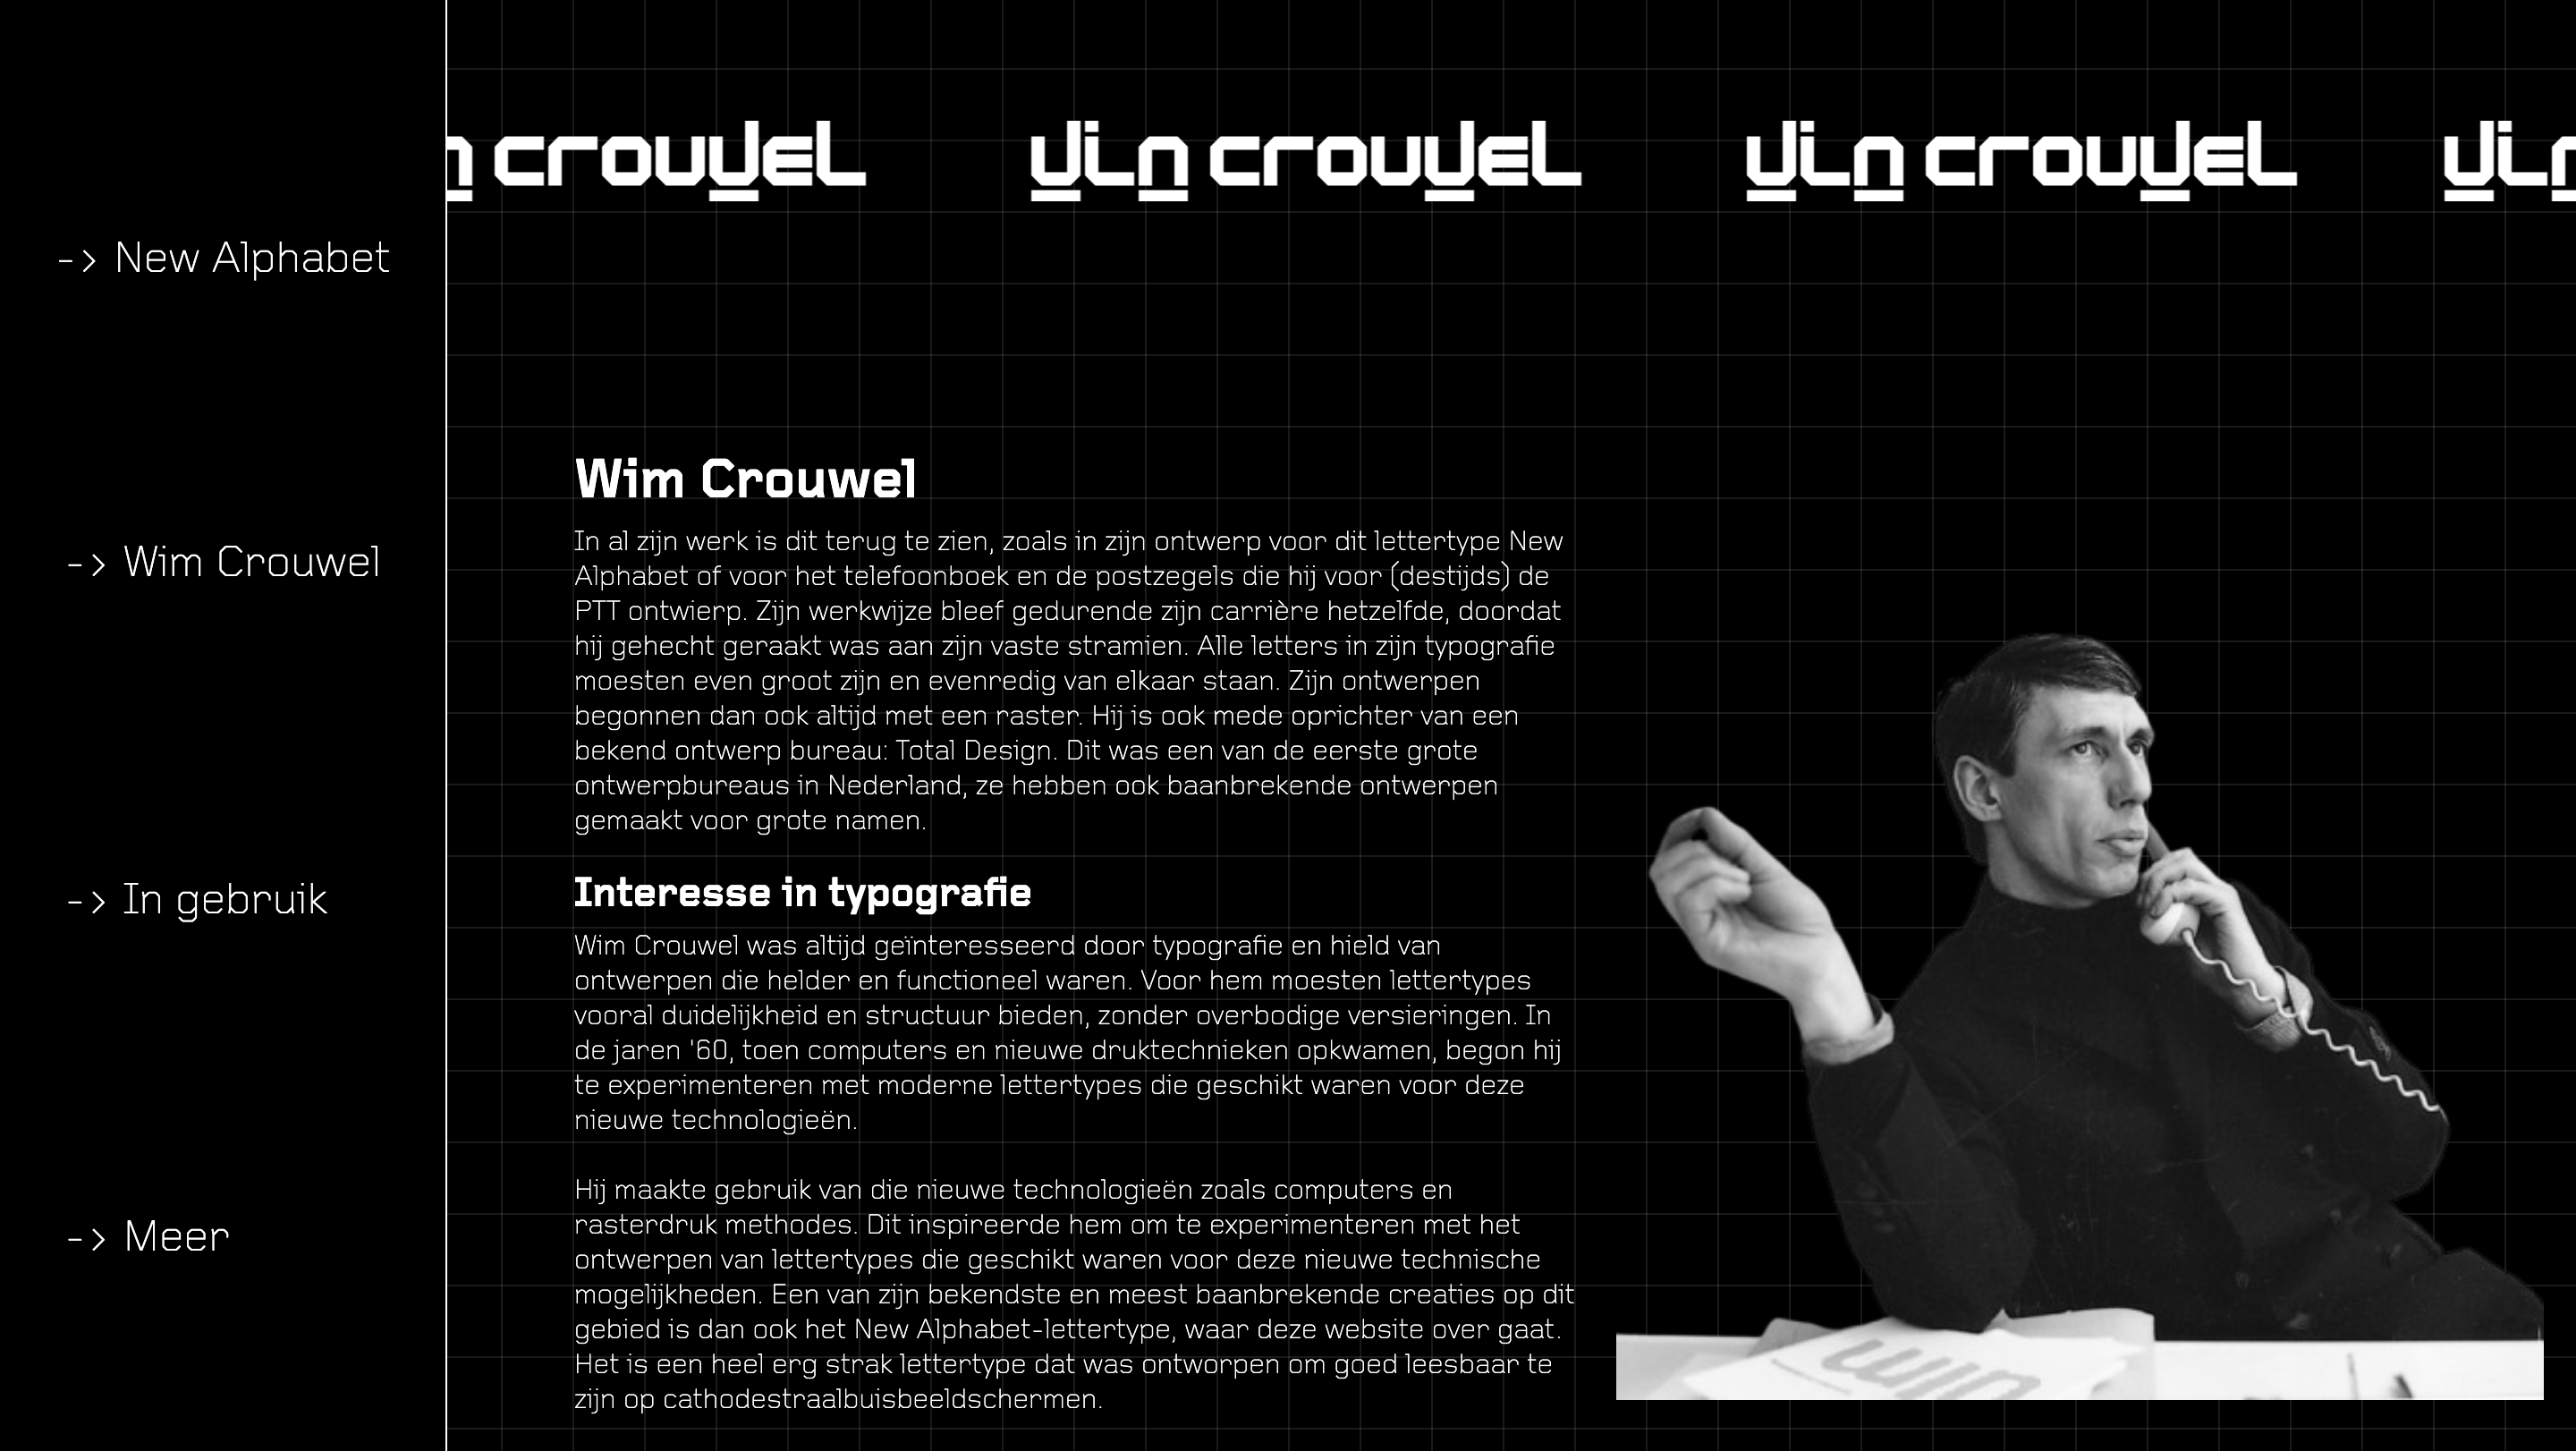 wim crouwel wim crouwel wim crouwel wim
-> New Alphabet
-> Wim Crouwel
-> In gebruik
-> Meer
Wim Crouwel
In al zijn werk is dit terug te zien, zoals in zijn ontwerp voor dit lettertype New
Alphabet of voor het telefoonboek en de postzegels die hij voor (destijds) de
PTT ontwierp. Zijn werkwijze bleef gedurende zijn carrière hetzelfde, doordat
hij gehecht geraakt was aan zijn vaste stramien. Alle letters in zijn typografie
moesten even groot zijn en evenredig van elkaar staan. Zijn ontwerpen
begonnen dan ook altijd met een raster. Hij is ook mede oprichter van een
bekend ontwerp bureau: Total Design. Dit was een van de eerste grote
ontwerpbureaus in Nederland, ze hebben ook baanbrekende ontwerpen
gemaakt voor grote namen.
Interesse in typografie
Wim Crouwel was altijd geïnteresseerd door typografie en hield van
ontwerpen die helder en functioneel waren. Voor hem moesten lettertypes
vooral duidelijkheid en structuur bieden, zonder overbodige versieringen. In
de jaren '60, toen computers en nieuwe druktechnieken opkwamen, begon hij
te experimenteren met moderne lettertypes die geschikt waren voor deze
nieuwe technologieën.
Hij maakte gebruik van die nieuwe technologieën zoals computers en
rasterdruk methodes. Dit inspireerde hem om te experimenteren met het
ontwerpen van lettertypes die geschikt waren voor deze nieuwe technische
mogelijkheden. Een van zijn bekendste en meest baanbrekende creaties op dit
gebied is dan ook het New Alphabet-lettertype, waar deze website over gaat.
Het is een heel erg strak lettertype dat was ontworpen om goed leesbaar te
zijn op cathodestraalbuisbeeldschermen.